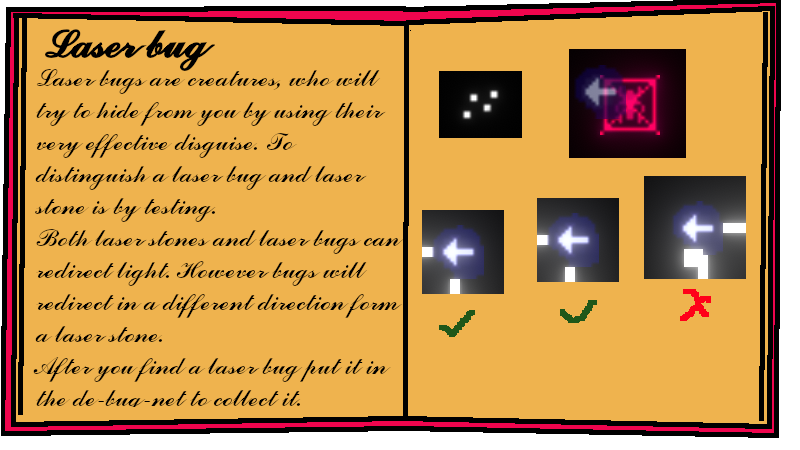 Laser bug
Laser bugs are creatures, who will
try to hide from you by using their
very effective disguise. To
distinguish a laser bug and laser
stone is by testing.
Both laser stones and laser bugs can
redirect light. However bugs will
redirect in a different direction form
a laser stone.
After you find a laser bug put it in
the de-bug-net to collect it.